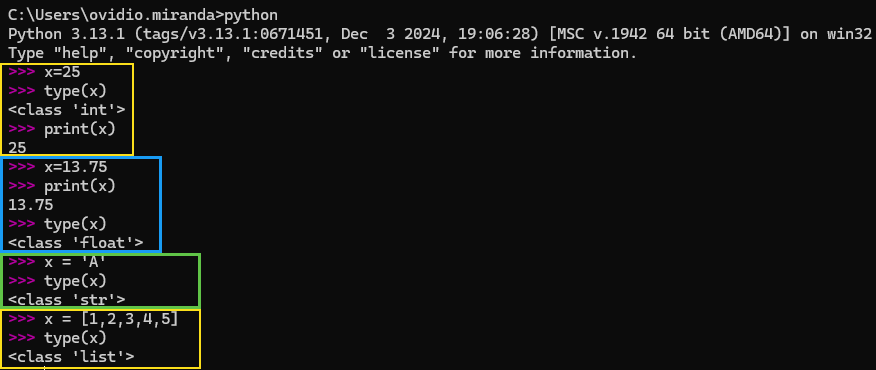 C:\Users\ovidio.miranda>python
Python 3.13.1 (tags/v3.13.1:0671451, Dec  3 2024, 19:06:28) [MSC v.1942 64 bit (AMD64)] on win32
Type "help", "copyright", "credits" or "license" for more information.
>>> x=25
>>> type(x)
<class 'int'>
>>> print(x)
25
>>> x=13.75
>>> print(x)
13.75
>>> type(x)
<class 'float'>
>>> x = 'A'
>>> type(x)
<class 'str'>
>>> x = [1,2,3,4,5]
>>> type(x)
<class 'list'>